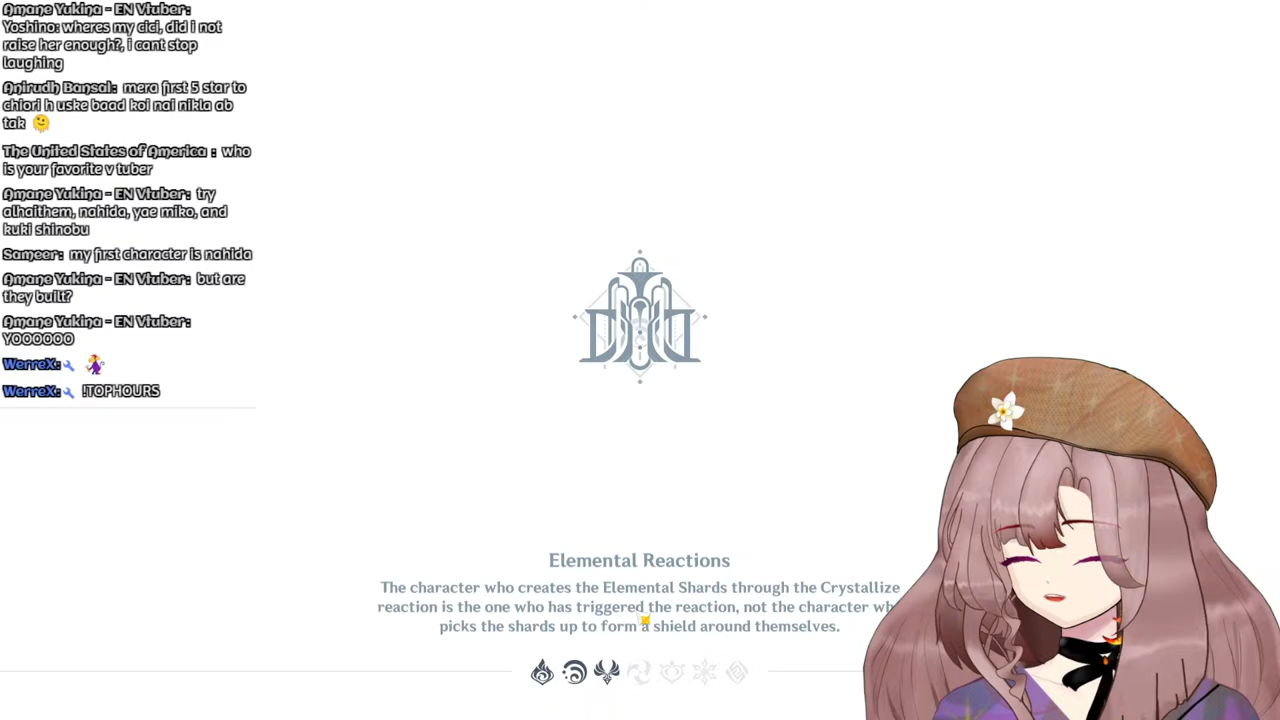 Amane Yukina - EN Vtuber:
Yoshino: wheres my cici, did i not
raise her enough?, i cant stop
laughing
Anirudh Bansal: mera first 5 star to
chiori h uske baad koi nai nikla ab
tak 🫠
The United States of America : who
is your favorite v tuber
Amane Yukina - EN Vtuber: try
alhaithem, nahida, yae miko, and
kuki shinobu
Sameer: my first character is nahida
Amane Yukina - EN Vtuber: but are
they built?
Amane Yukina - EN Vtuber:
YOOOOOO
WerreX:
WerreX: !TOPHOURS
Elemental Reactions
The character who creates the Elemental Shards through the Crystallize
reaction is the one who has triggered the reaction, not the character wh
picks the shards up to form a shield around themselves.